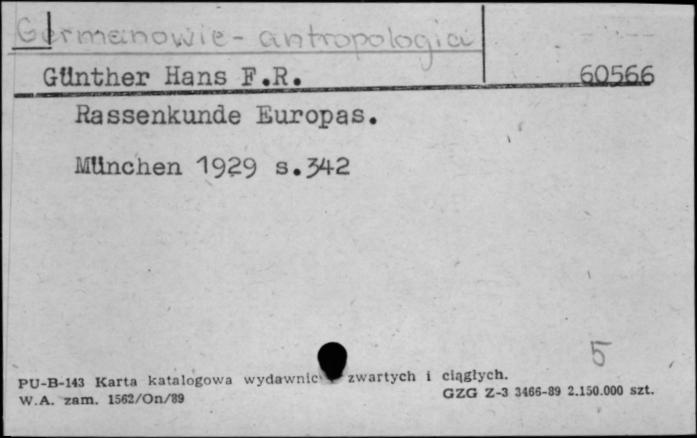 Germanowie - antropologia
Günther Hans F.R. 60566
Rassenkunde Europas.
München 1929 s.342
5
PU-B-143 Karta katalogowa wydawnic zwartych i ciągłych.
W.A. zam. 1562/On/89 GZG Z-3 3466-89 2.150.000 szt.